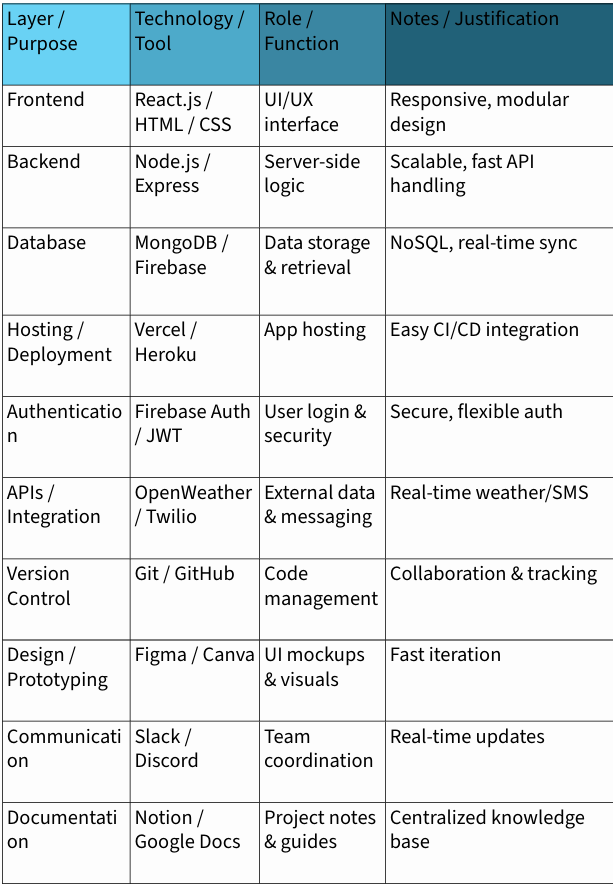 Layer / Purpose | Technology / Tool | Role / Function | Notes / Justification
Frontend | React.js / HTML / CSS | UI/UX interface | Responsive, modular design
Backend | Node.js / Express | Server-side logic | Scalable, fast API handling
Database | MongoDB / Firebase | Data storage & retrieval | NoSQL, real-time sync
Hosting / Deployment | Vercel / Heroku | App hosting | Easy CI/CD integration
Authentication | Firebase Auth / JWT | User login & security | Secure, flexible auth
APIs / Integration | OpenWeather / Twilio | External data & messaging | Real-time weather/SMS
Version Control | Git / GitHub | Code management | Collaboration & tracking
Design / Prototyping | Figma / Canva | UI mockups & visuals | Fast iteration
Communication | Slack / Discord | Team coordination | Real-time updates
Documentation | Notion / Google Docs | Project notes & guides | Centralized knowledge base